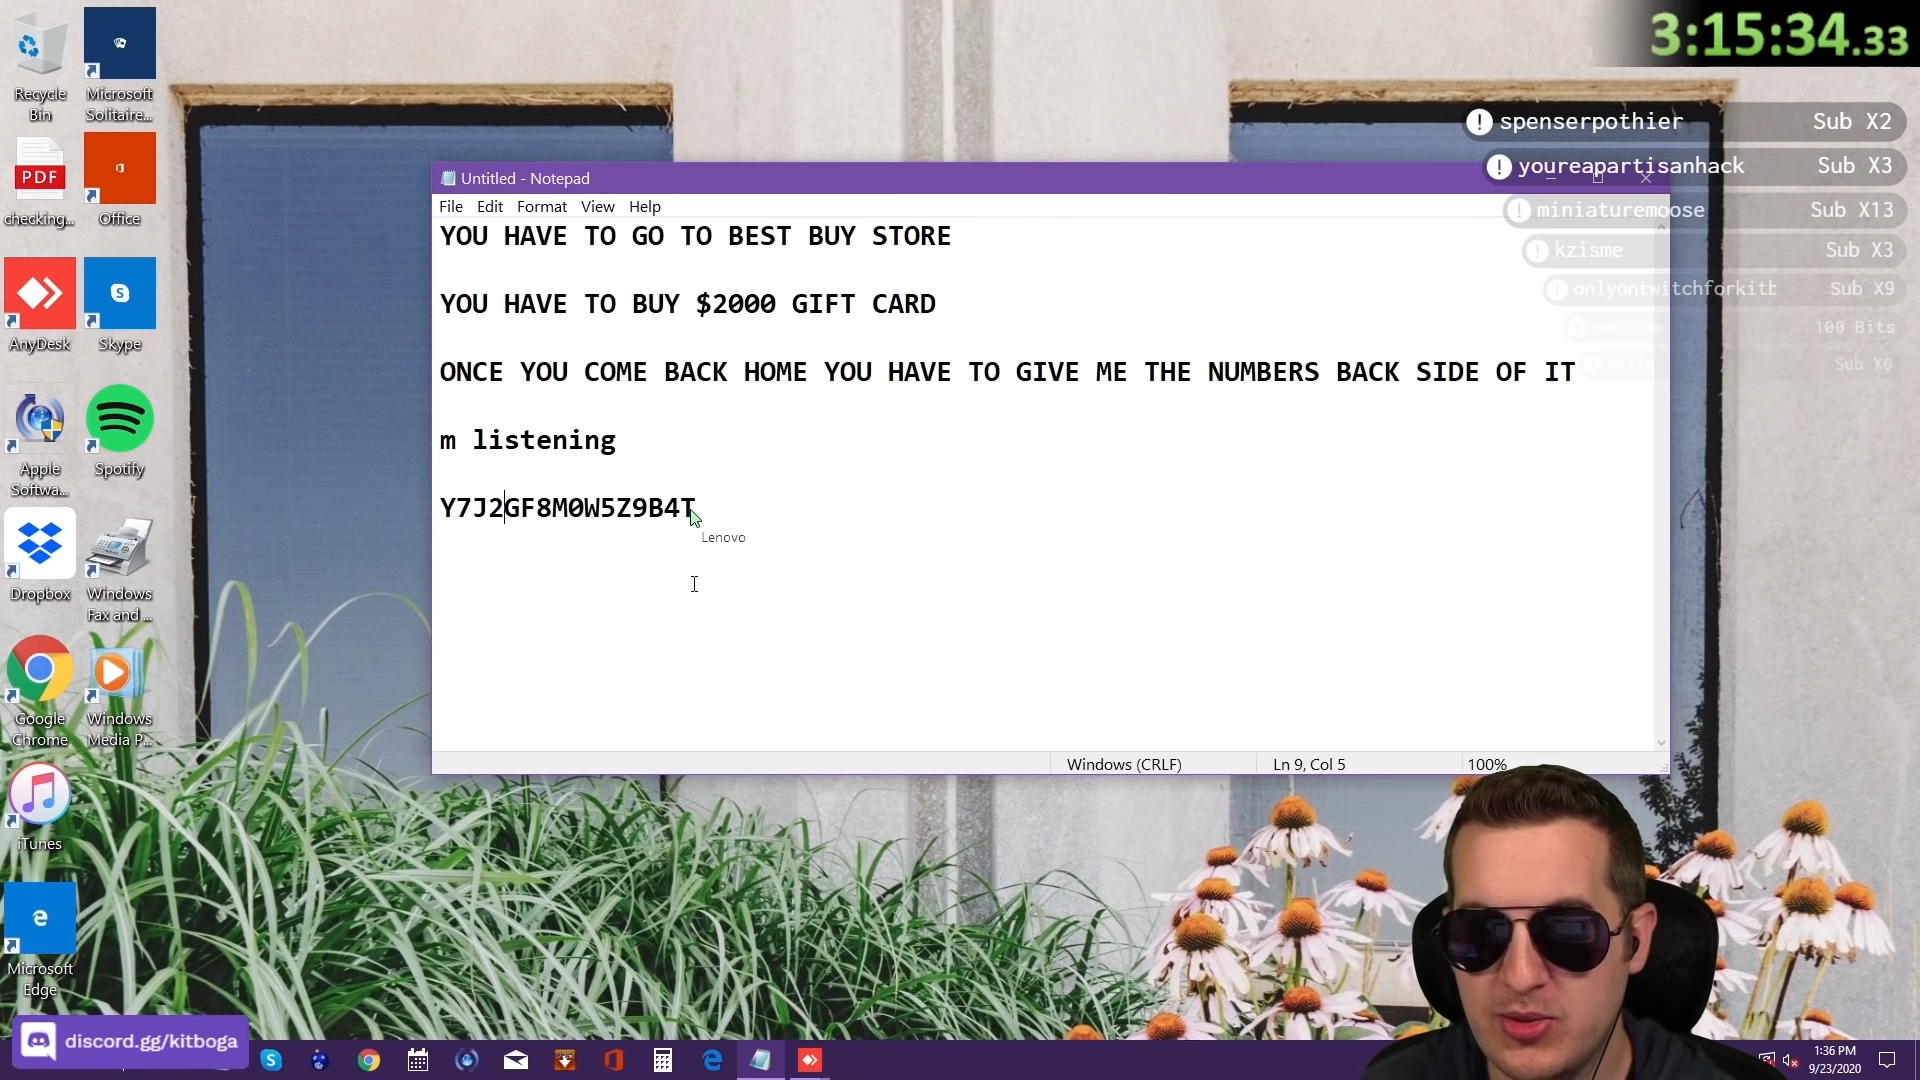 3:15:34.33
spenserpothier Sub X2
youreapartisanhack Sub X3
miniaturemoose Sub X13
kzisme Sub X3
onlyontwitchforkitt Sub X9
100 Bits
Sub X6
Recycle Bin
Microsoft Solitaire...
PDF
checking...
Office
AnyDesk
Skype
Apple Softwa...
Spotify
Dropbox
Windows Fax and ...
Google Chrome
Windows Media P...
iTunes
Microsoft Edge
Untitled - Notepad
File Edit Format View Help
YOU HAVE TO GO TO BEST BUY STORE
YOU HAVE TO BUY $2000 GIFT CARD
ONCE YOU COME BACK HOME YOU HAVE TO GIVE ME THE NUMBERS BACK SIDE OF IT
m listening
Y7J2GF8M0W5Z9B4T
Lenovo
Windows (CRLF) Ln 9, Col 5 100%
discord.gg/kitboga
1:36 PM
9/23/2020